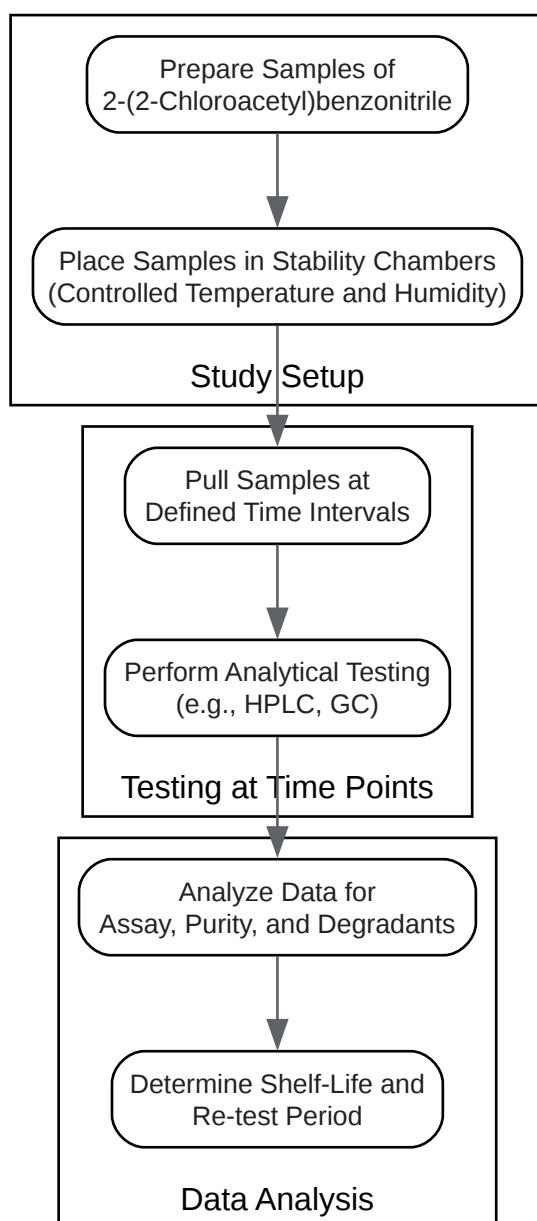 Prepare Samples of
2-(2-Chloroacetyl)benzonitrile
Place Samples in Stability Chambers
(Controlled Temperature and Humidity)
Study Setup
Pull Samples at
Defined Time Intervals
Perform Analytical Testing
(e.g., HPLC, GC)
Testing at Time Points
Analyze Data for
Assay, Purity, and Degradants
Determine Shelf-Life and
Re-test Period
Data Analysis